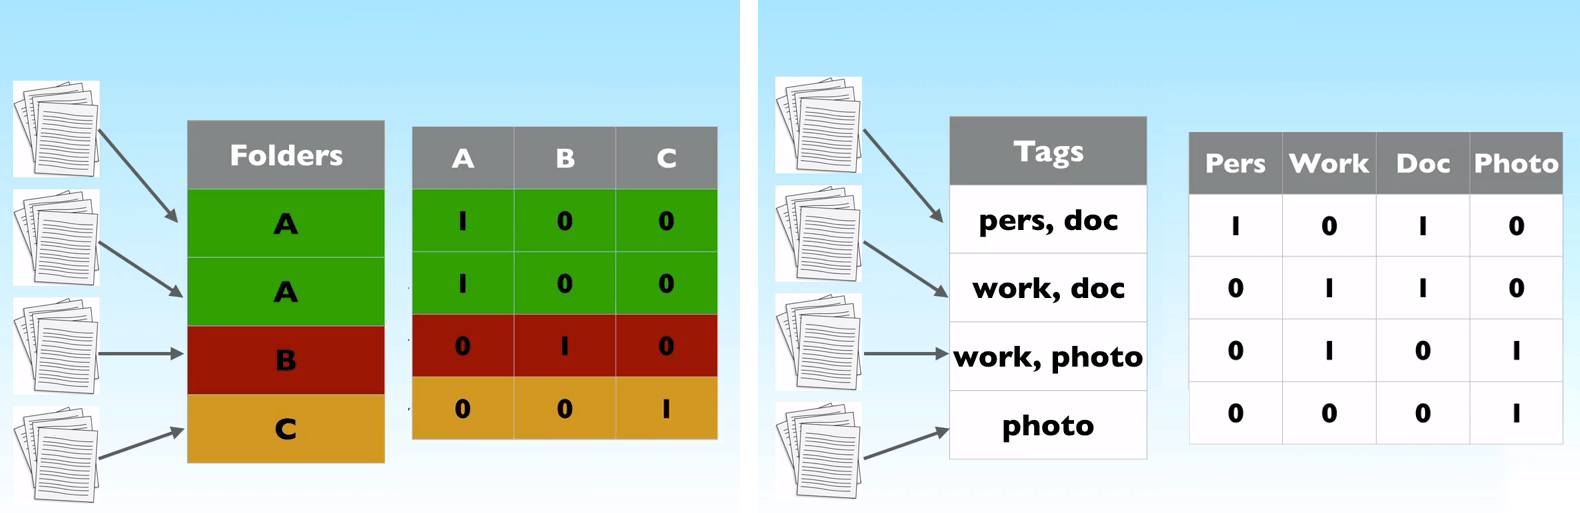 Folders
A
A
B
C
A B C
1 0 0
1 0 0
0 1 0
0 0 1
Tags
pers, doc
work, doc
work, photo
photo
Pers Work Doc Photo
1 0 1 0
0 1 1 0
0 1 0 1
0 0 0 1